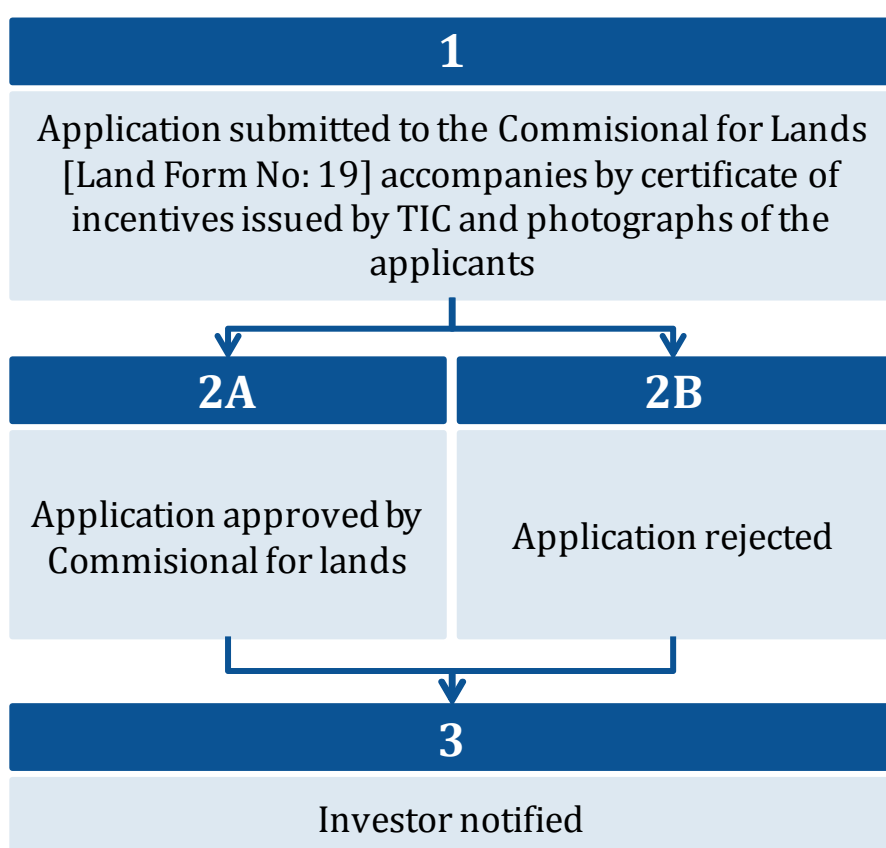 1
Application submitted to the Commisional for Lands
[Land Form No: 19] accompanies by certificate of
incentives issued by TIC and photographs of the
applicants
2A
Application approved by
Commisional for lands
2B
Application rejected
3
Investor notified